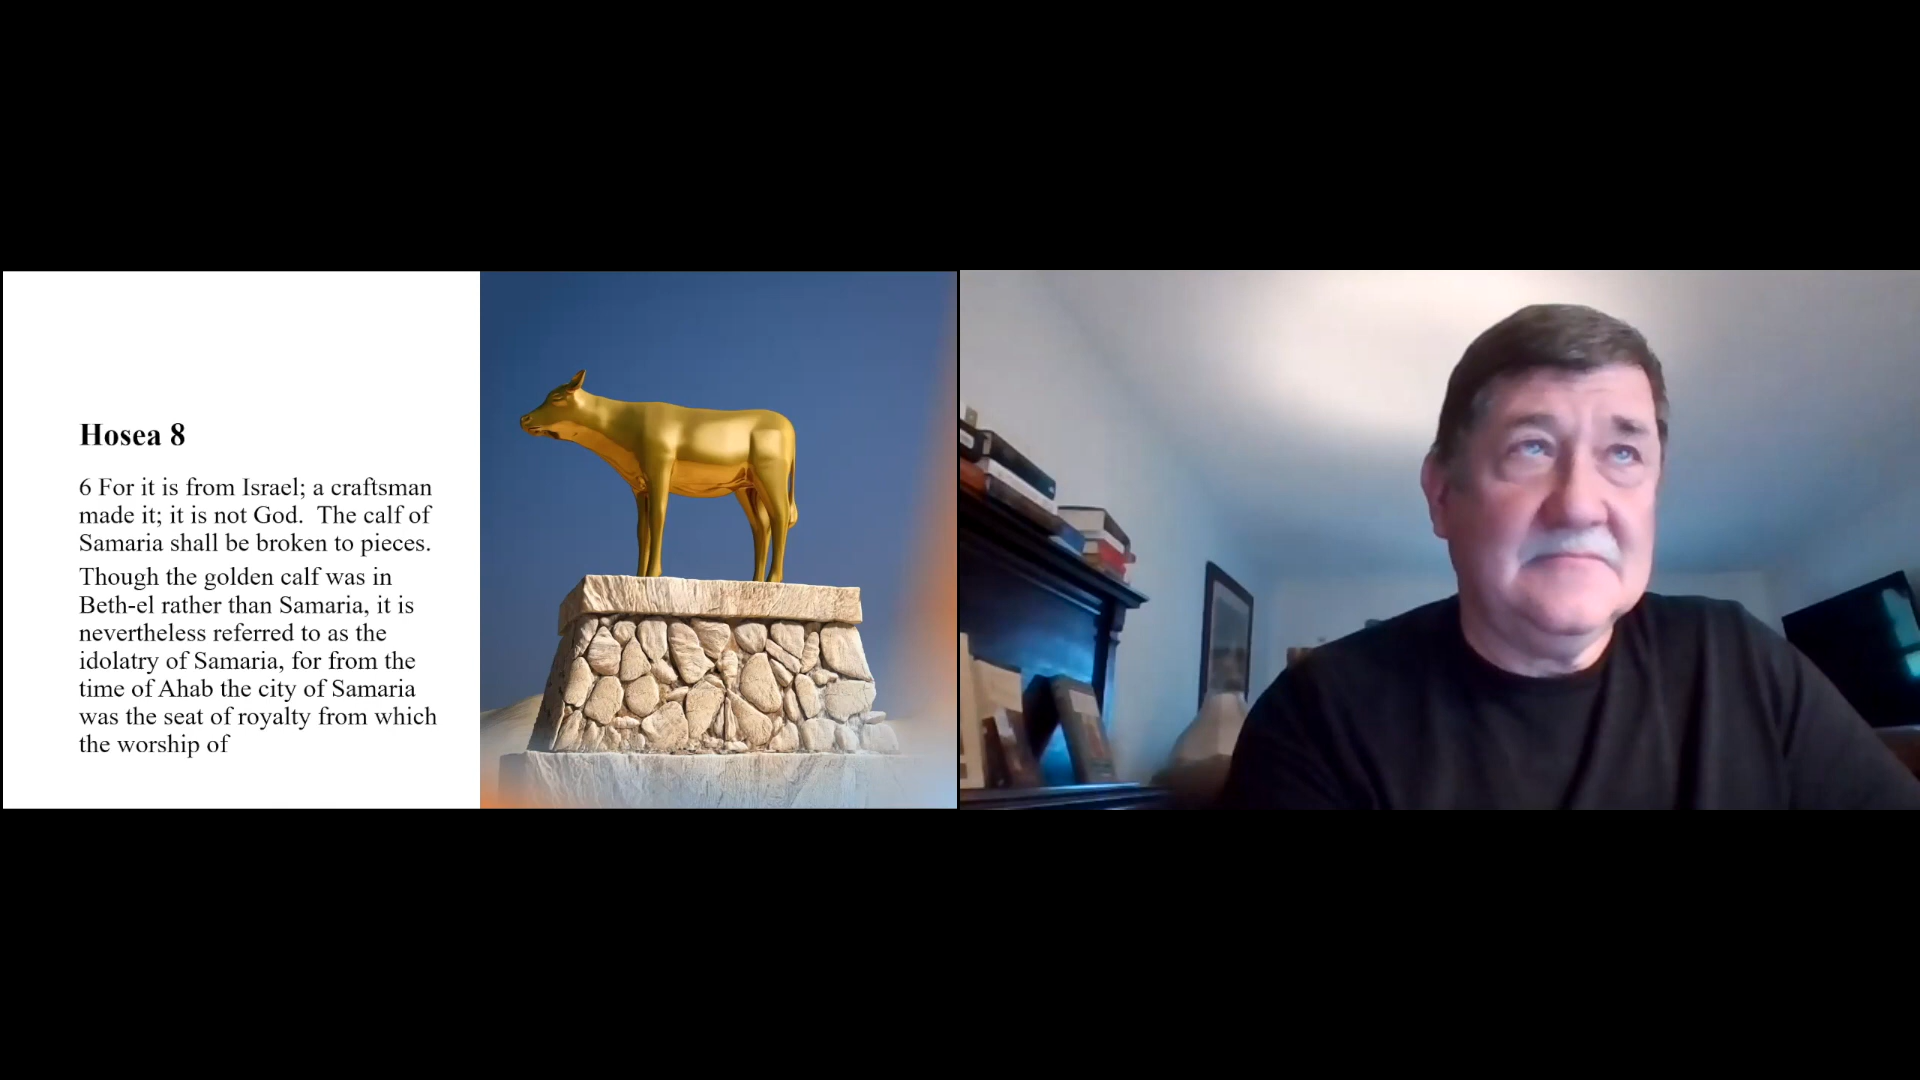 Hosea 8
6 For it is from Israel; a craftsman
made it; it is not God.  The calf of
Samaria shall be broken to pieces.
Though the golden calf was in
Beth-el rather than Samaria, it is
nevertheless referred to as the
idolatry of Samaria, for from the
time of Ahab the city of Samaria
was the seat of royalty from which
the worship of